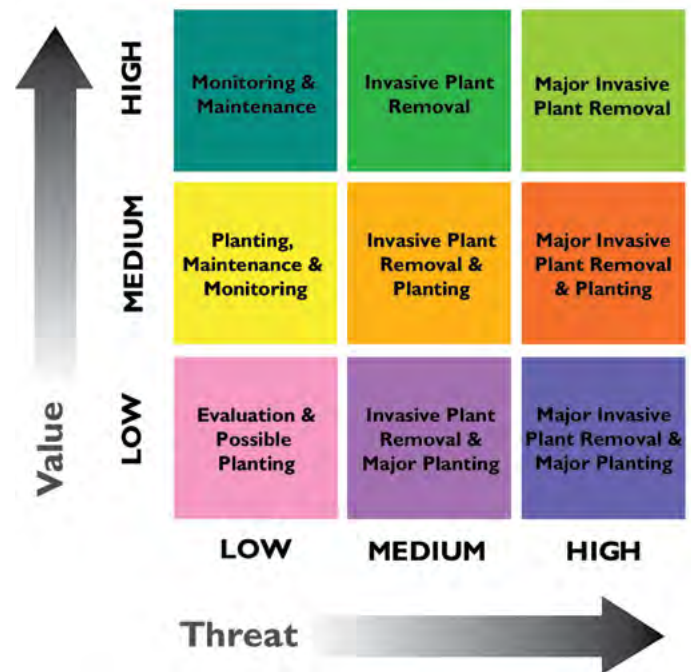 Value
HIGH
Monitoring &
Maintenance
Invasive Plant
Removal
Major Invasive
Plant Removal
MEDIUM
Planting,
Maintenance &
Monitoring
Invasive Plant
Removal &
Planting
Major Invasive
Plant Removal
& Planting
LOW
Evaluation &
Possible
Planting
Invasive Plant
Removal &
Major Planting
Major Invasive
Plant Removal &
Major Planting
LOW
MEDIUM
HIGH
Threat